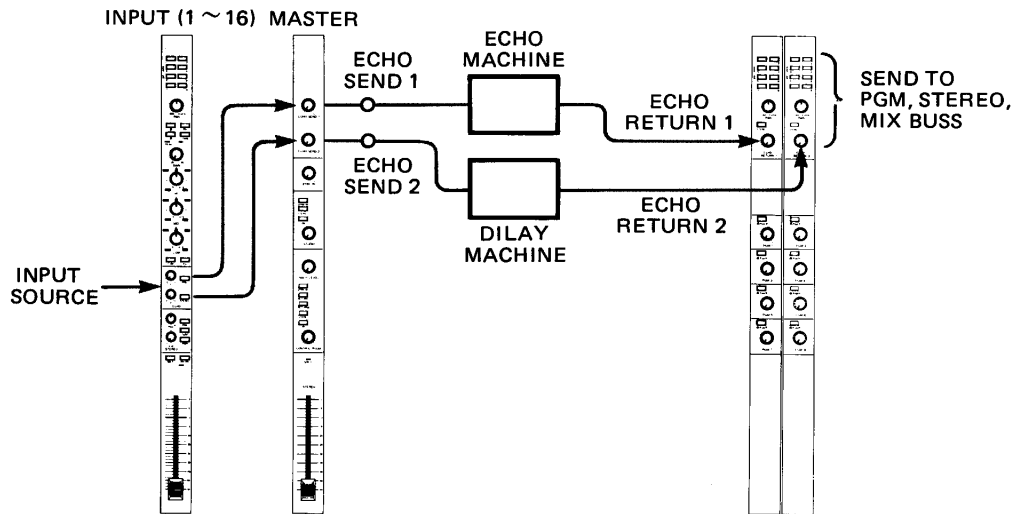 INPUT (1 ～ 16) MASTER
ECHO
SEND 1
ECHO
MACHINE
ECHO
RETURN 1
SEND TO
PGM, STEREO,
MIX BUSS
ECHO
SEND 2
DILAY
MACHINE
ECHO
RETURN 2
INPUT
SOURCE